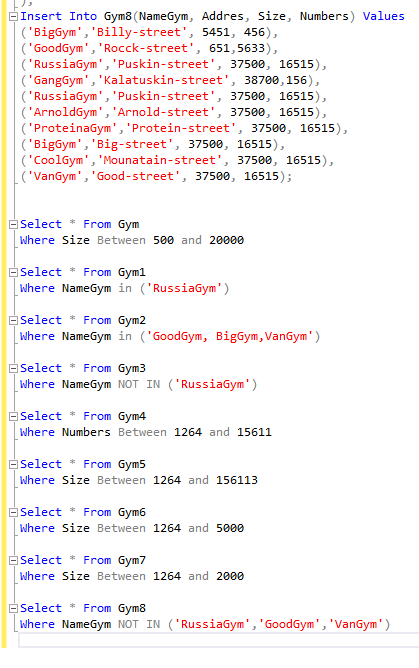 );
Insert Into Gym8(NameGym, Addres, Size, Numbers) Values
('BigGym','Billy-street', 5451, 456),
('GoodGym','Rocck-street', 651,5633),
('RussiaGym','Puskin-street', 37500, 16515),
('GangGym','Kalatuskin-street', 38700,156),
('RussiaGym','Puskin-street', 37500, 16515),
('ArnoldGym','Arnold-street', 37500, 16515),
('ProteinaGym','Protein-street', 37500, 16515),
('BigGym','Big-street', 37500, 16515),
('CoolGym','Mounatain-street', 37500, 16515),
('VanGym','Good-street', 37500, 16515);
Select * From Gym
Where Size Between 500 and 20000
Select * From Gym1
Where NameGym in ('RussiaGym')
Select * From Gym2
Where NameGym in ('GoodGym, BigGym,VanGym')
Select * From Gym3
Where NameGym NOT IN ('RussiaGym')
Select * From Gym4
Where Numbers Between 1264 and 15611
Select * From Gym5
Where Size Between 1264 and 156113
Select * From Gym6
Where Size Between 1264 and 5000
Select * From Gym7
Where Size Between 1264 and 2000
Select * From Gym8
Where NameGym NOT IN ('RussiaGym','GoodGym','VanGym')